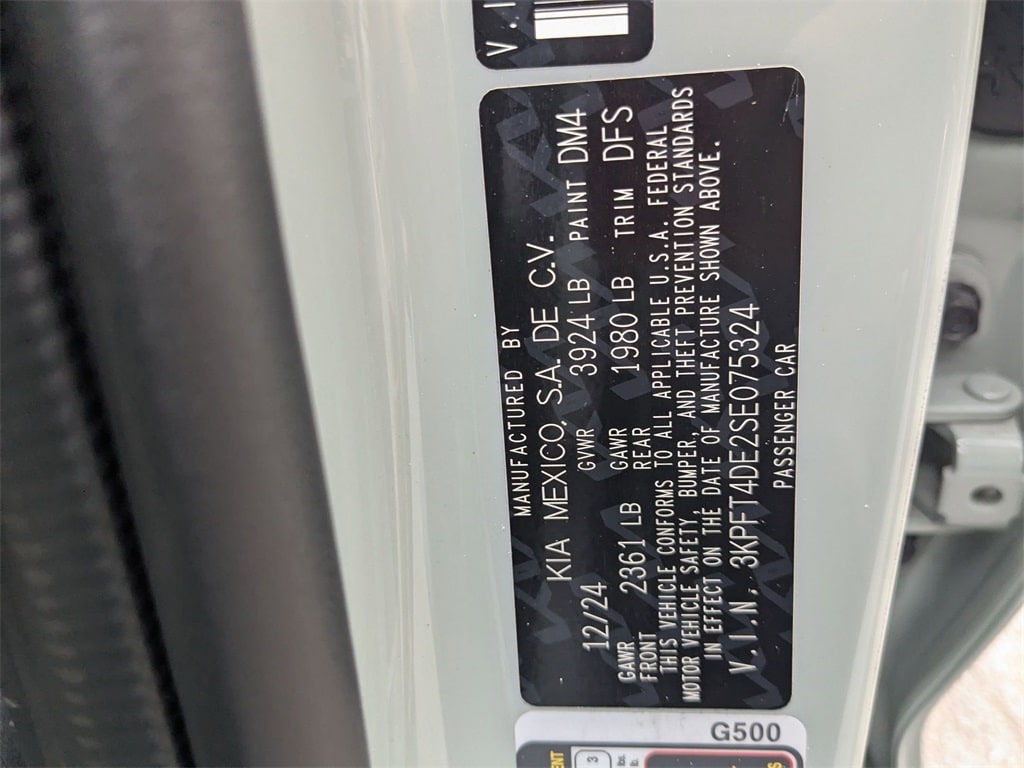 V.I
MANUFACTURED BY
KIA MEXICO, S.A. DE C.V.
12/24 GVWR 3924 LB PAINT DM4
GAWR FRONT 2361 LB GAWR REAR 1980 LB TRIM DFS
THIS VEHICLE CONFORMS TO ALL APPLICABLE U.S.A. FEDERAL
MOTOR VEHICLE SAFETY, BUMPER, AND THEFT PREVENTION STANDARDS
IN EFFECT ON THE DATE OF MANUFACTURE SHOWN ABOVE.
V.I.N. 3KPFT4DE2SE075324
PASSENGER CAR
G500
3